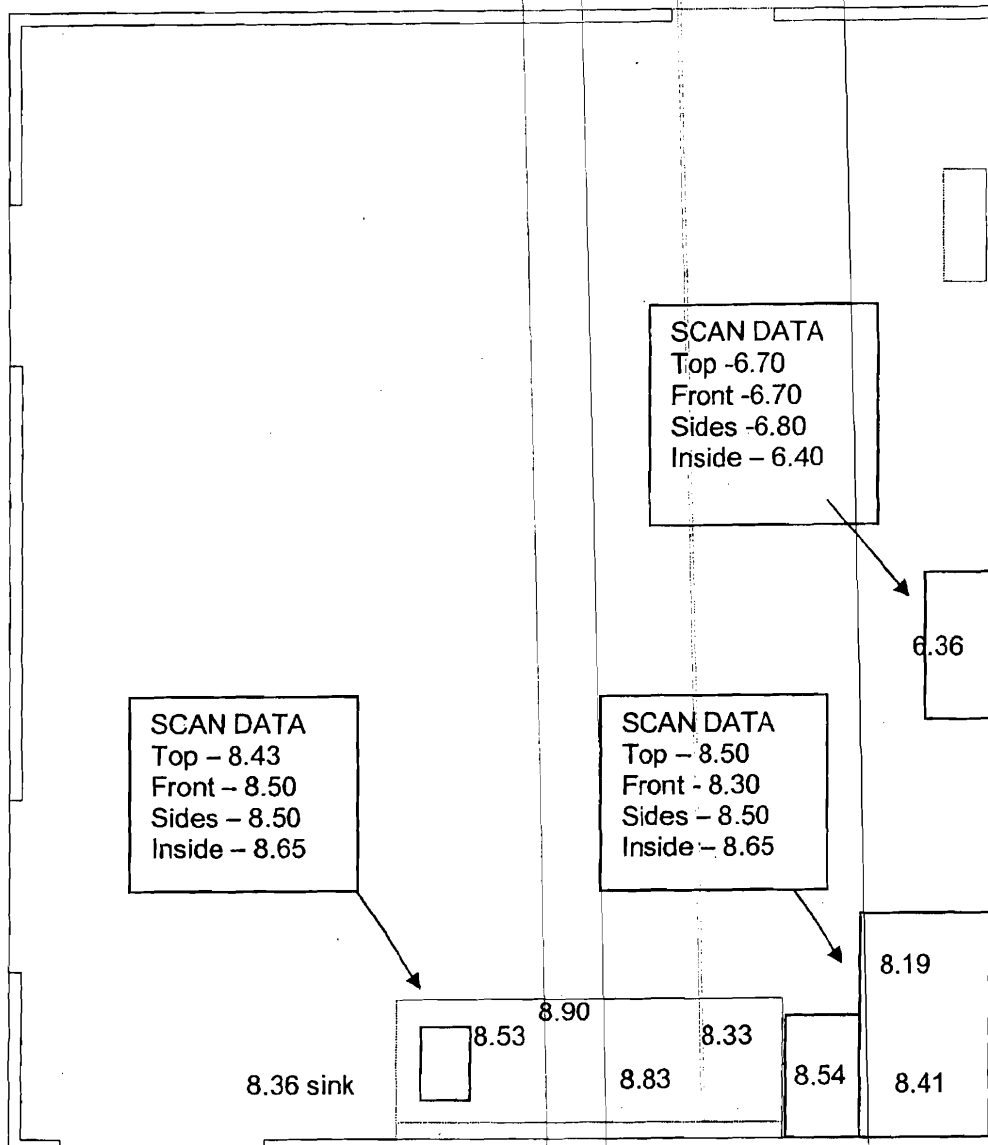 SCAN DATA
Top -6.70
Front -6.70
Sides -6.80
Inside – 6.40
6.36
SCAN DATA
Top – 8.43
Front – 8.50
Sides – 8.50
Inside – 8.65
SCAN DATA
Top – 8.50
Front - 8.30
Sides – 8.50
Inside – 8.65
8.19
8.90
8.53
8.33
8.36 sink
8.83
8.54
8.41